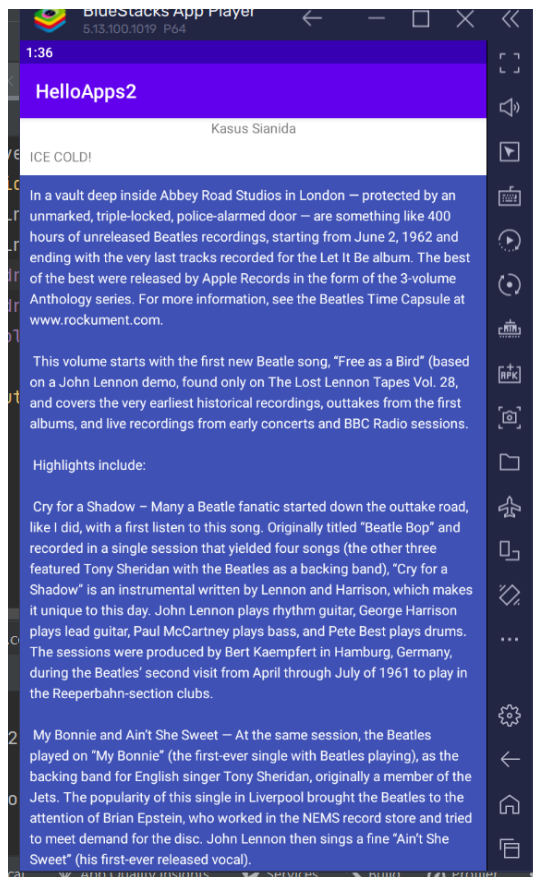 BlueStacks App Player
5.13.100.1019 P64
1:36
HelloApps2
Kasus Sianida
ICE COLD!
In a vault deep inside Abbey Road Studios in London — protected by an
unmarked, triple-locked, police-alarmed door — are something like 400
hours of unreleased Beatles recordings, starting from June 2, 1962 and
ending with the very last tracks recorded for the Let It Be album. The best
of the best were released by Apple Records in the form of the 3-volume
Anthology series. For more information, see the Beatles Time Capsule at
www.rockument.com.
This volume starts with the first new Beatle song, “Free as a Bird” (based
on a John Lennon demo, found only on The Lost Lennon Tapes Vol. 28,
and covers the very earliest historical recordings, outtakes from the first
albums, and live recordings from early concerts and BBC Radio sessions.
Highlights include:
Cry for a Shadow – Many a Beatle fanatic started down the outtake road,
like I did, with a first listen to this song. Originally titled “Beatle Bop” and
recorded in a single session that yielded four songs (the other three
featured Tony Sheridan with the Beatles as a backing band), “Cry for a
Shadow” is an instrumental written by Lennon and Harrison, which makes
it unique to this day. John Lennon plays rhythm guitar, George Harrison
plays lead guitar, Paul McCartney plays bass, and Pete Best plays drums.
The sessions were produced by Bert Kaempfert in Hamburg, Germany,
during the Beatles’ second visit from April through July of 1961 to play in
the Reeperbahn-section clubs.
My Bonnie and Ain’t She Sweet — At the same session, the Beatles
played on “My Bonnie” (the first-ever single with Beatles playing), as the
backing band for English singer Tony Sheridan, originally a member of the
Jets. The popularity of this single in Liverpool brought the Beatles to the
attention of Brian Epstein, who worked in the NEMS record store and tried
to meet demand for the disc. John Lennon then sings a fine “Ain’t She
Sweet” (his first-ever released vocal).
App Quality Insights Services Build Profiler